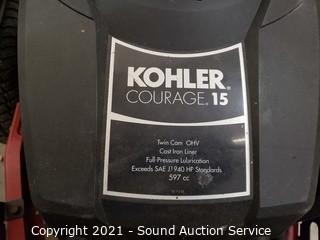 KOHLER®
COURAGE® 15
Twin Cam OHV
Cast Iron Liner
Full-Pressure Lubrication
Exceeds SAE J1940 HP Standards
597 cc
Copyright 2021 - Sound Auction Service